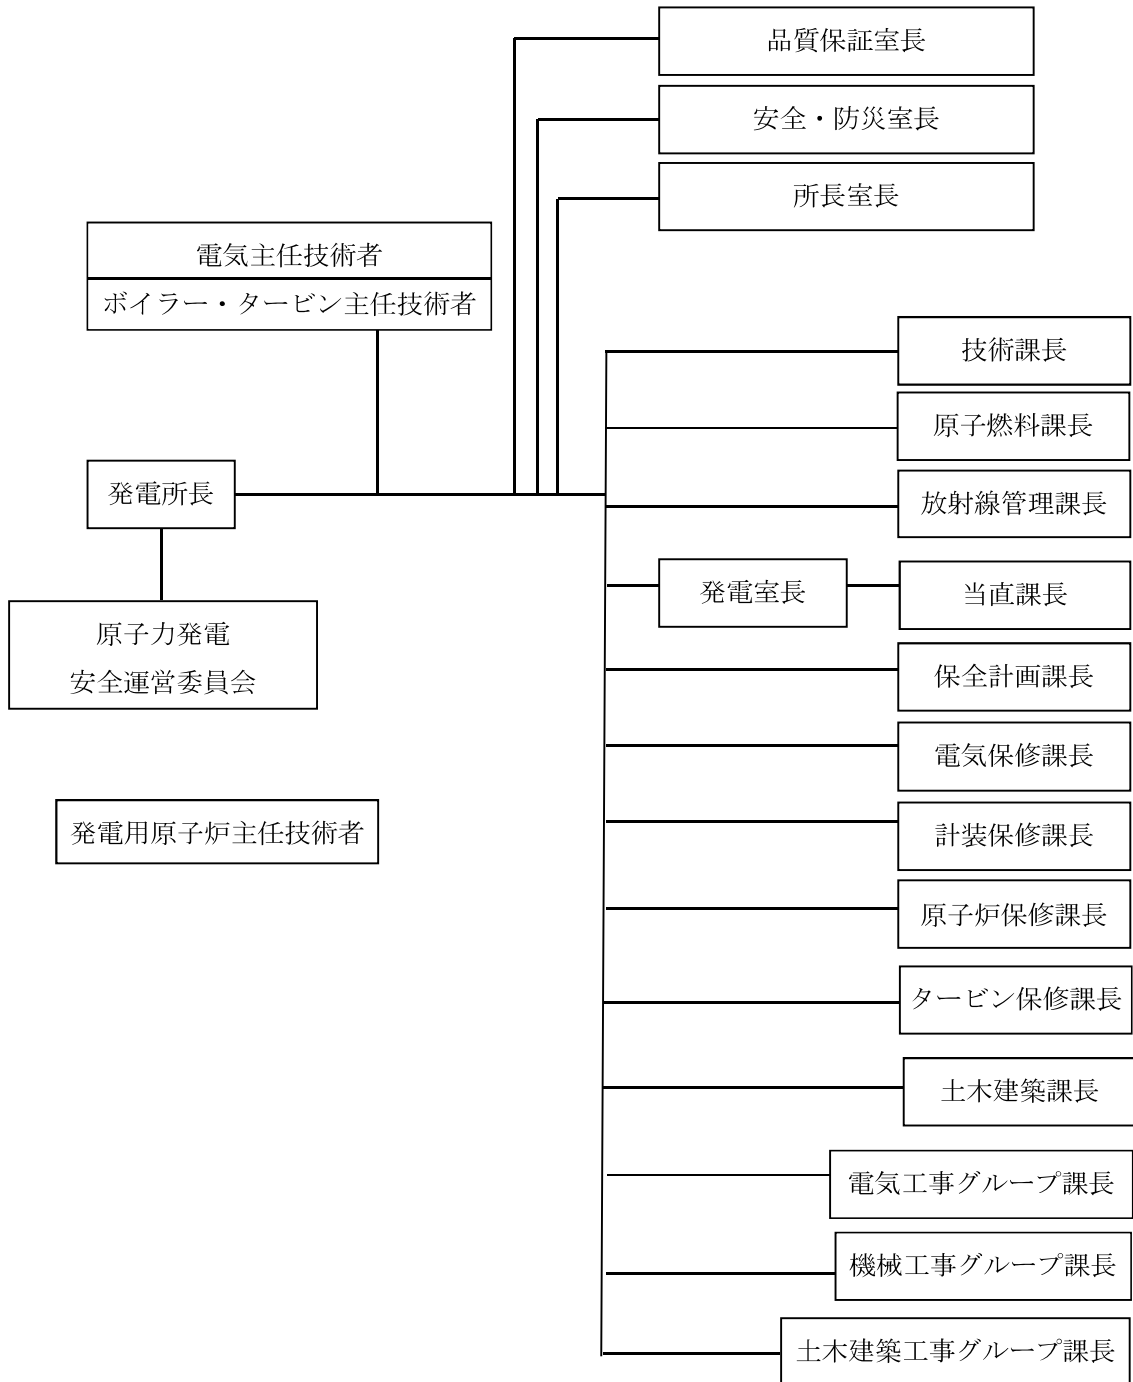 品質保証室長
安全・防災室長
所長室長
電気主任技術者
ボイラー・タービン主任技術者
技術課長
原子燃料課長
発電所長
放射線管理課長
発電室長
当直課長
原子力発電
安全運営委員会
保全計画課長
電気保修課長
発電用原子炉主任技術者
計装保修課長
原子炉保修課長
タービン保修課長
土木建築課長
電気工事グループ課長
機械工事グループ課長
土木建築工事グループ課長